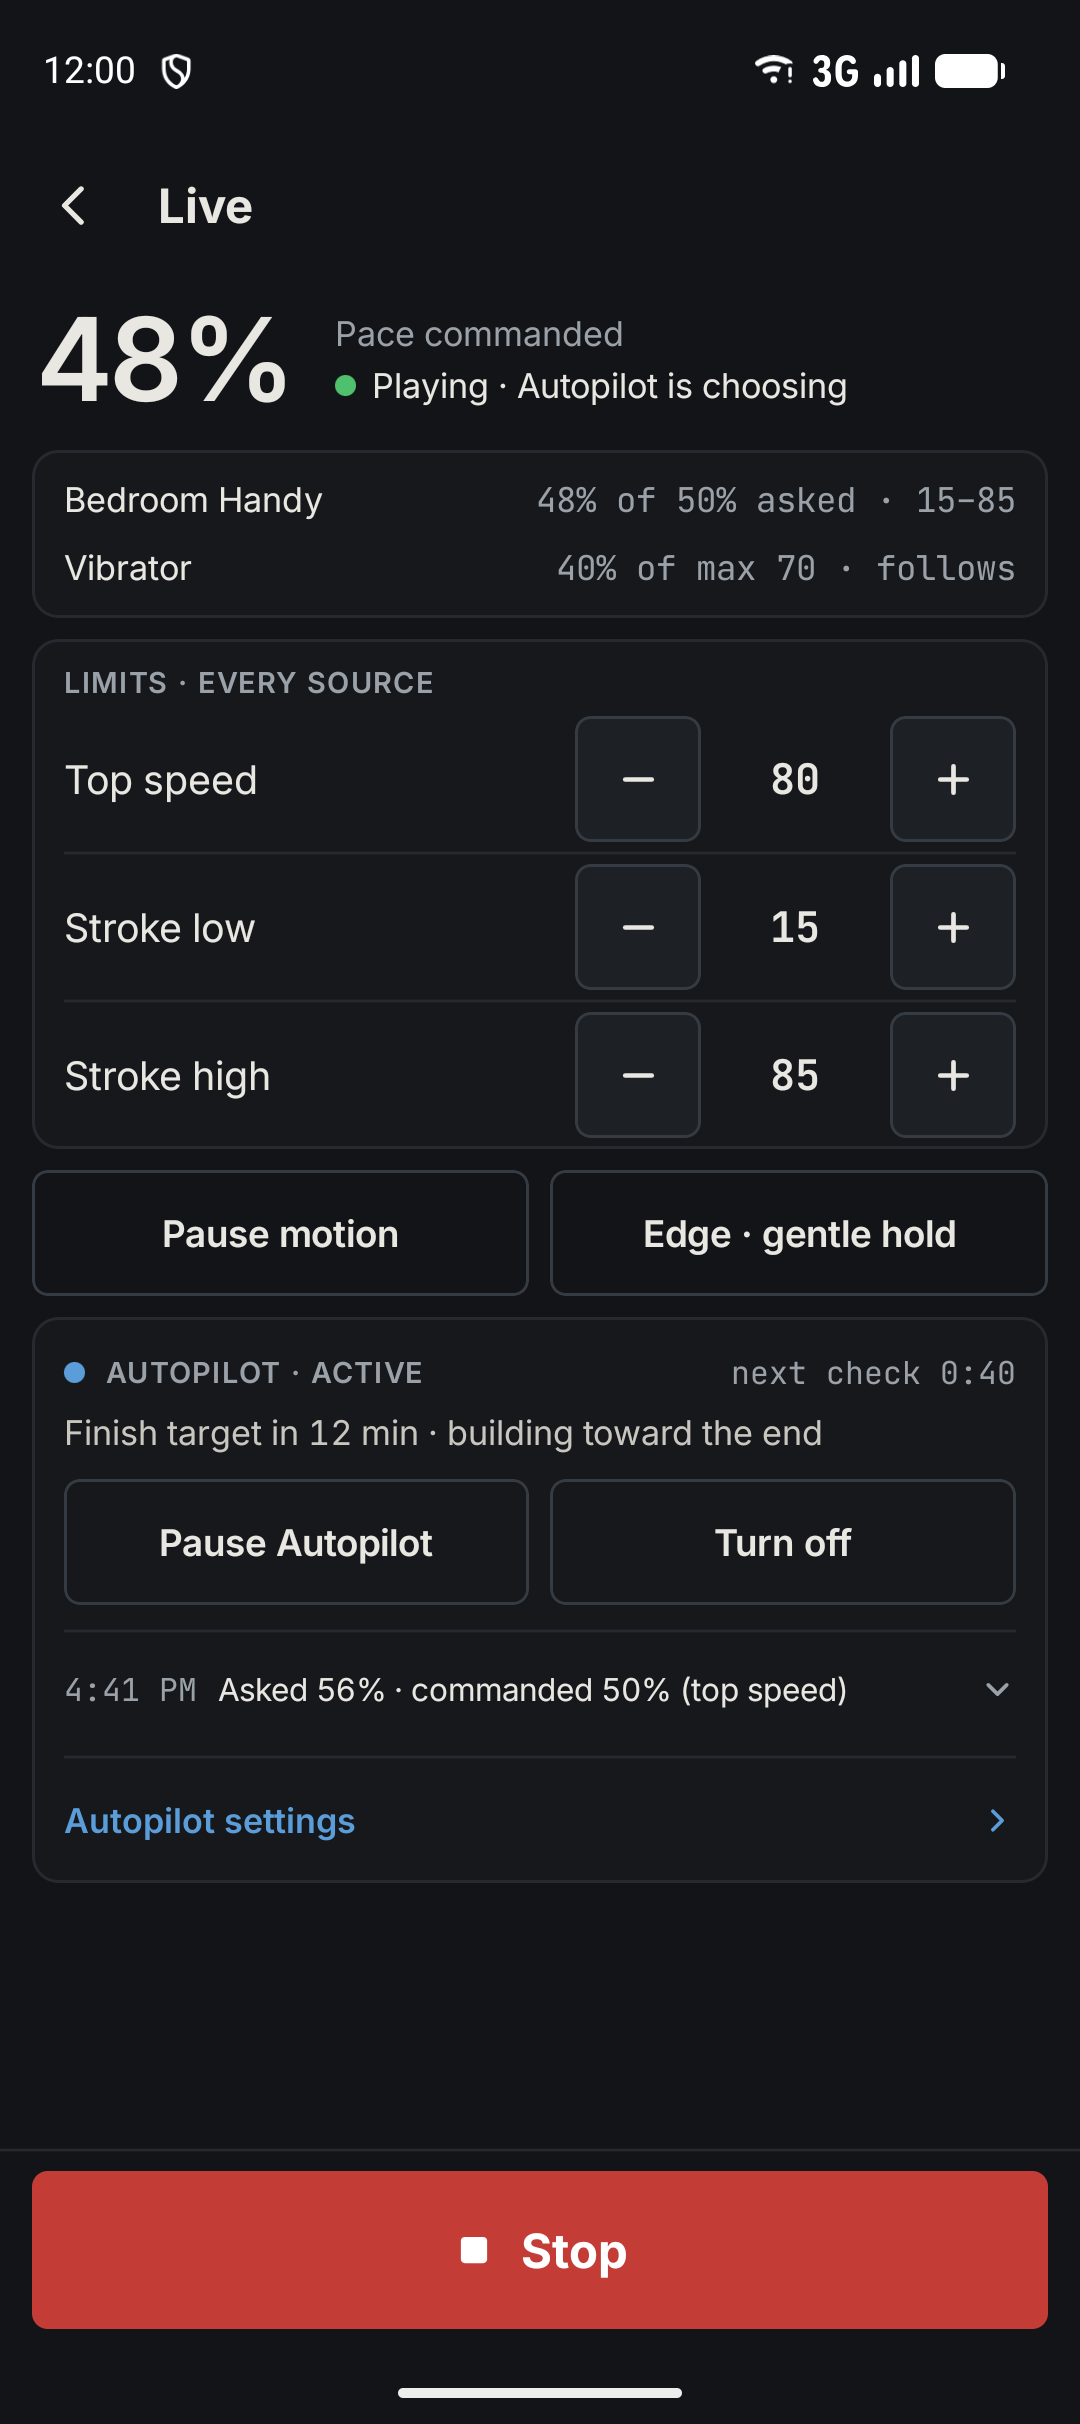 12:00
3G
Live
48%
Pace commanded
Playing · Autopilot is choosing
Bedroom Handy 48% of 50% asked · 15–85
Vibrator 40% of max 70 · follows
LIMITS · EVERY SOURCE
Top speed − 80 +
Stroke low − 15 +
Stroke high − 85 +
Pause motion
Edge · gentle hold
AUTOPILOT · ACTIVE next check 0:40
Finish target in 12 min · building toward the end
Pause Autopilot
Turn off
4:41 PM Asked 56% · commanded 50% (top speed)
Autopilot settings
Stop